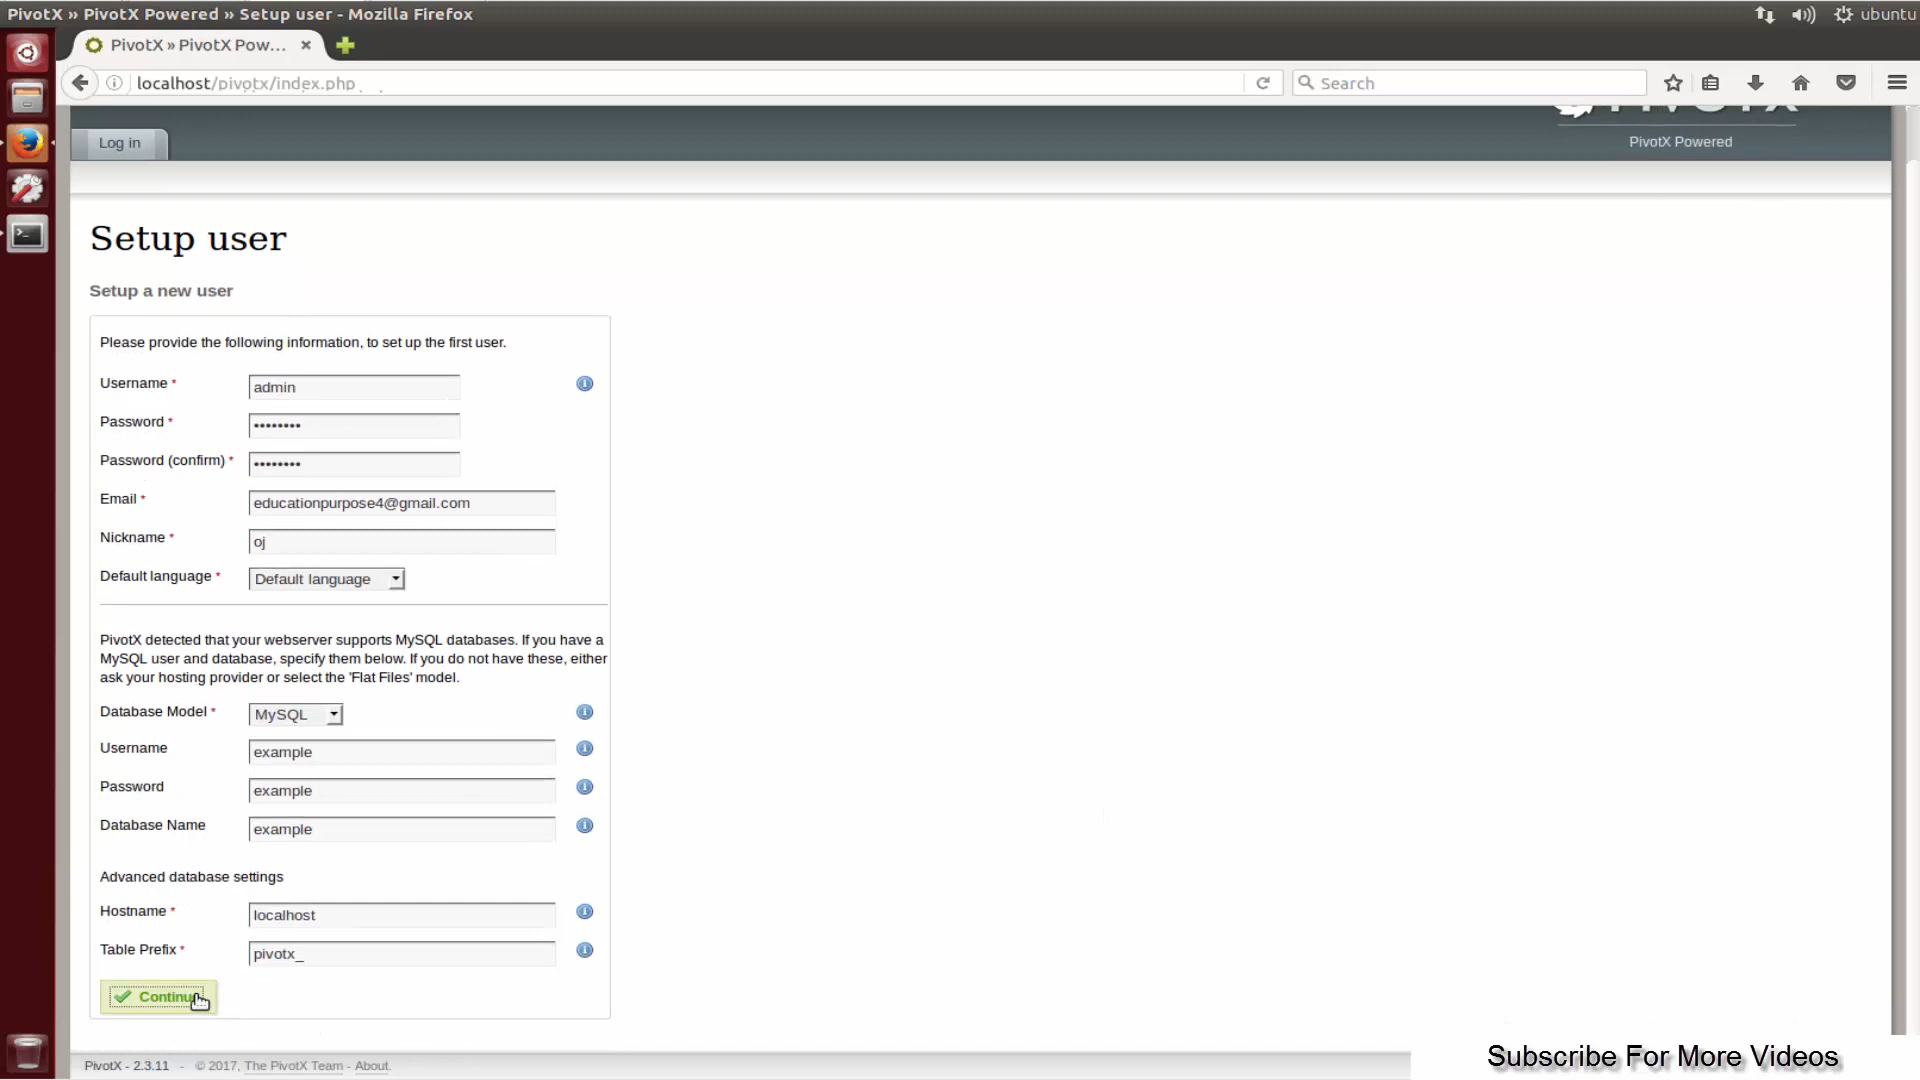 PivotX » PivotX Powered » Setup user - Mozilla Firefox
ubuntu
PivotX » PivotX Pow...
localhost/pivotx/index.php
Search
Log in
PivotX Powered
Setup user
Setup a new user
Please provide the following information, to set up the first user.
Username *
admin
Password *
••••••••
Password (confirm) *
••••••••
Email *
educationpurpose4@gmail.com
Nickname *
oj
Default language *
Default language
PivotX detected that your webserver supports MySQL databases. If you have a
MySQL user and database, specify them below. If you do not have these, either
ask your hosting provider or select the 'Flat Files' model.
Database Model *
MySQL
Username
example
Password
example
Database Name
example
Advanced database settings
Hostname *
localhost
Table Prefix *
pivotx_
PivotX - 2.3.11 - © 2017, The PivotX Team - About.
Subscribe For More Videos